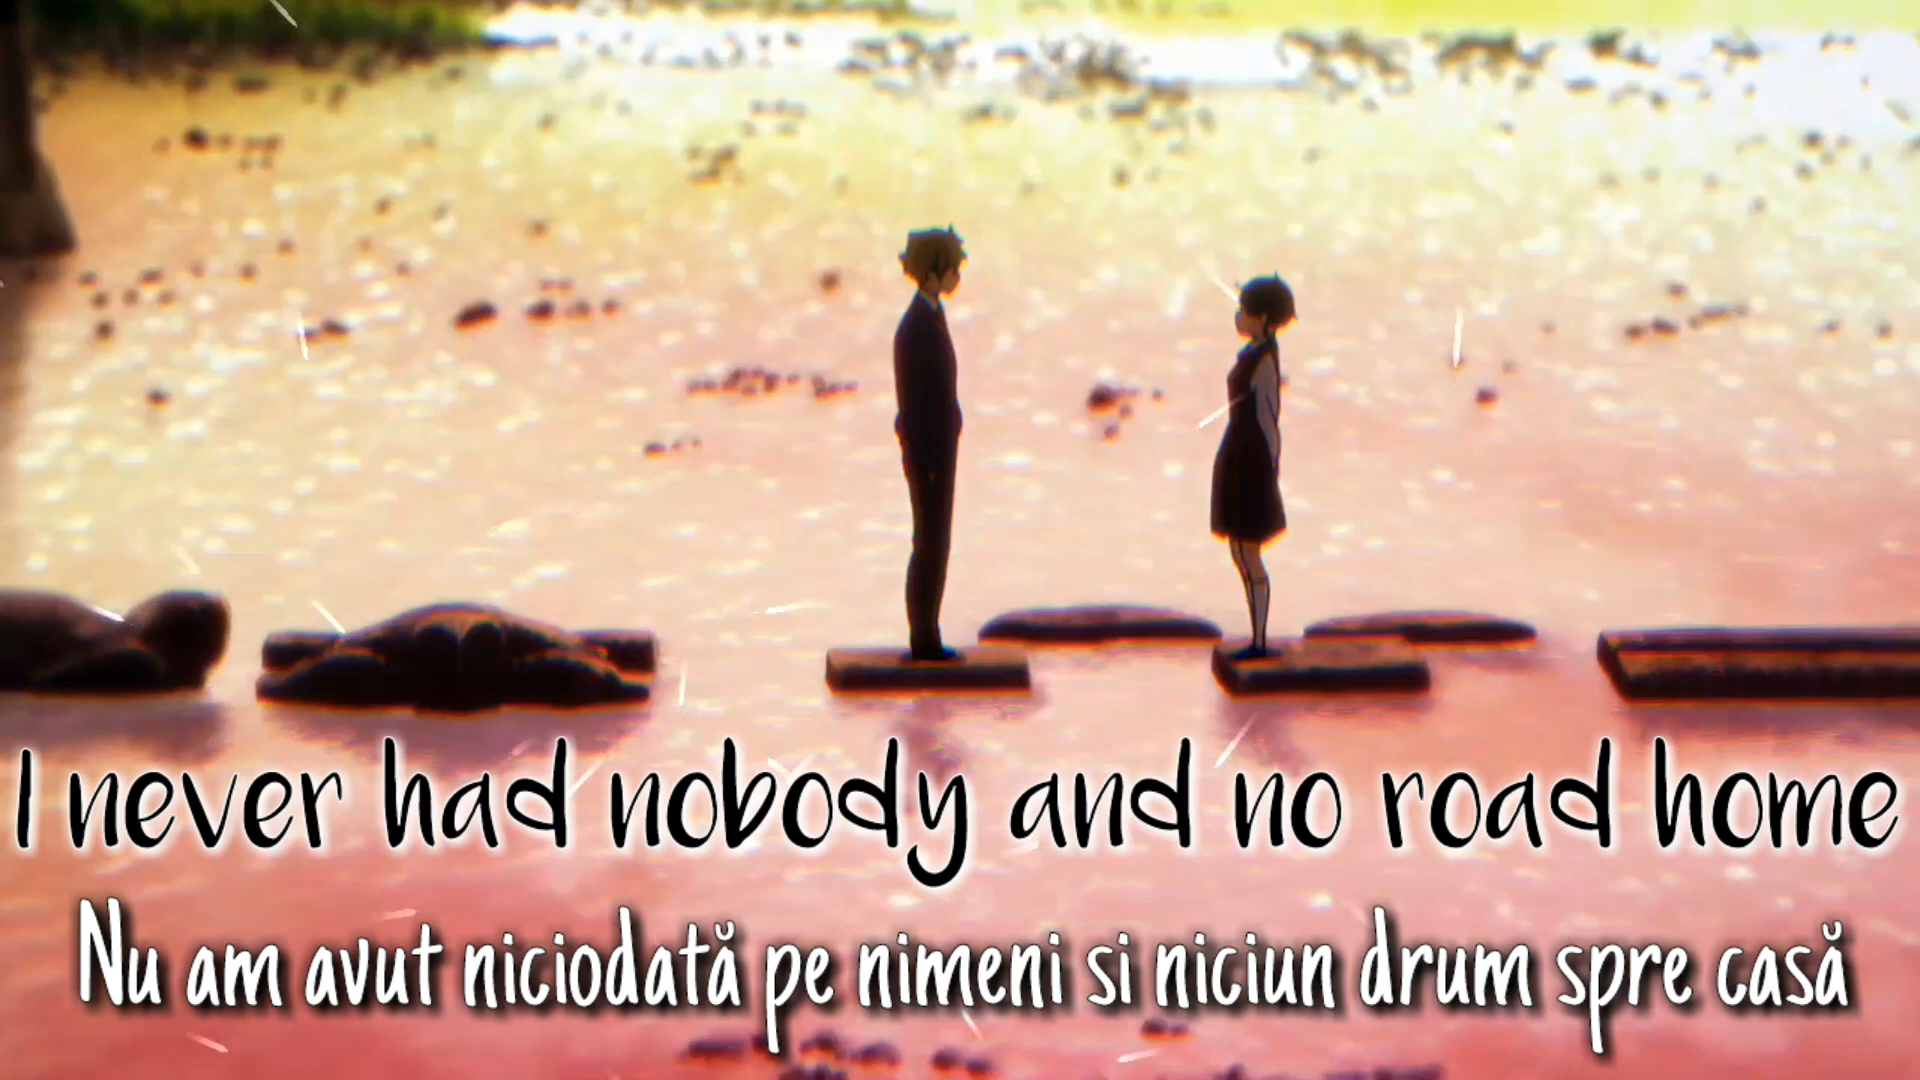 I never had nobody and no road home
Nu am avut niciodată pe nimeni si niciun drum spre casă